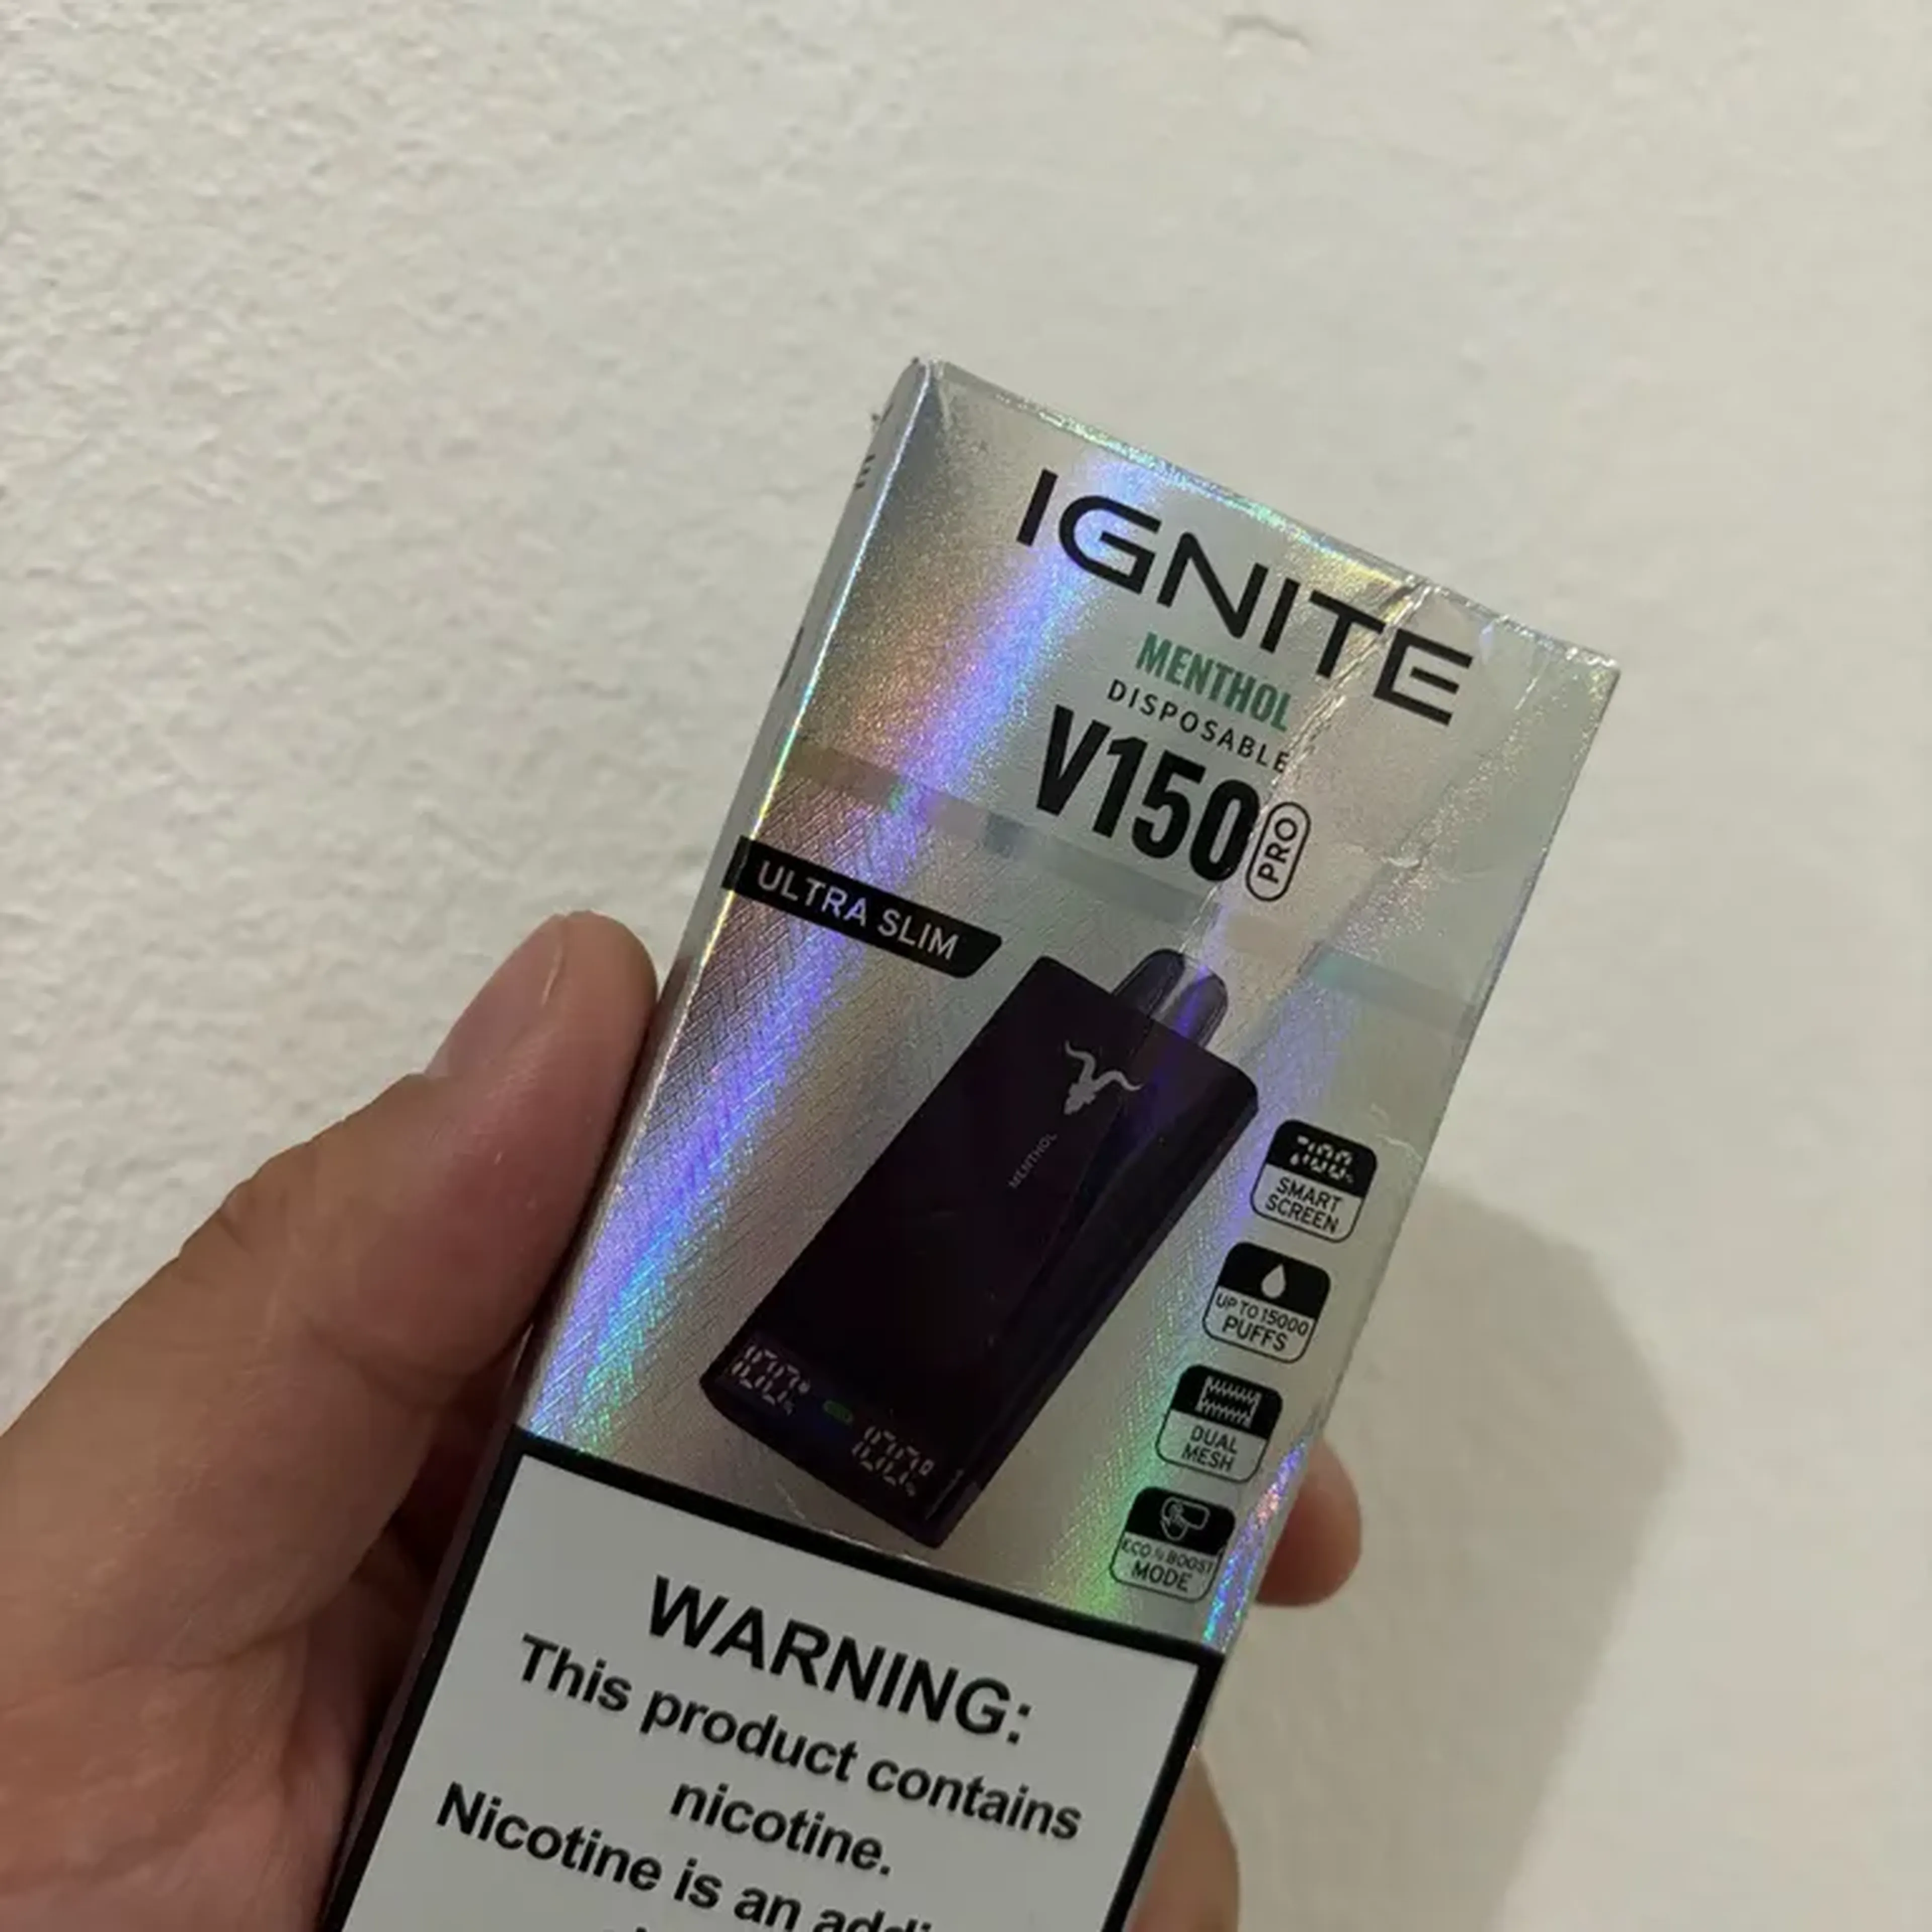 IGNITE
MENTHOL
DISPOSABLE
V150 PRO
ULTRA SLIM
MENTHOL
SMART
SCREEN
UP TO 15000
PUFFS
DUAL
MESH
ECO % BOOST
MODE
WARNING:
This product contains
nicotine.
Nicotine is an addi